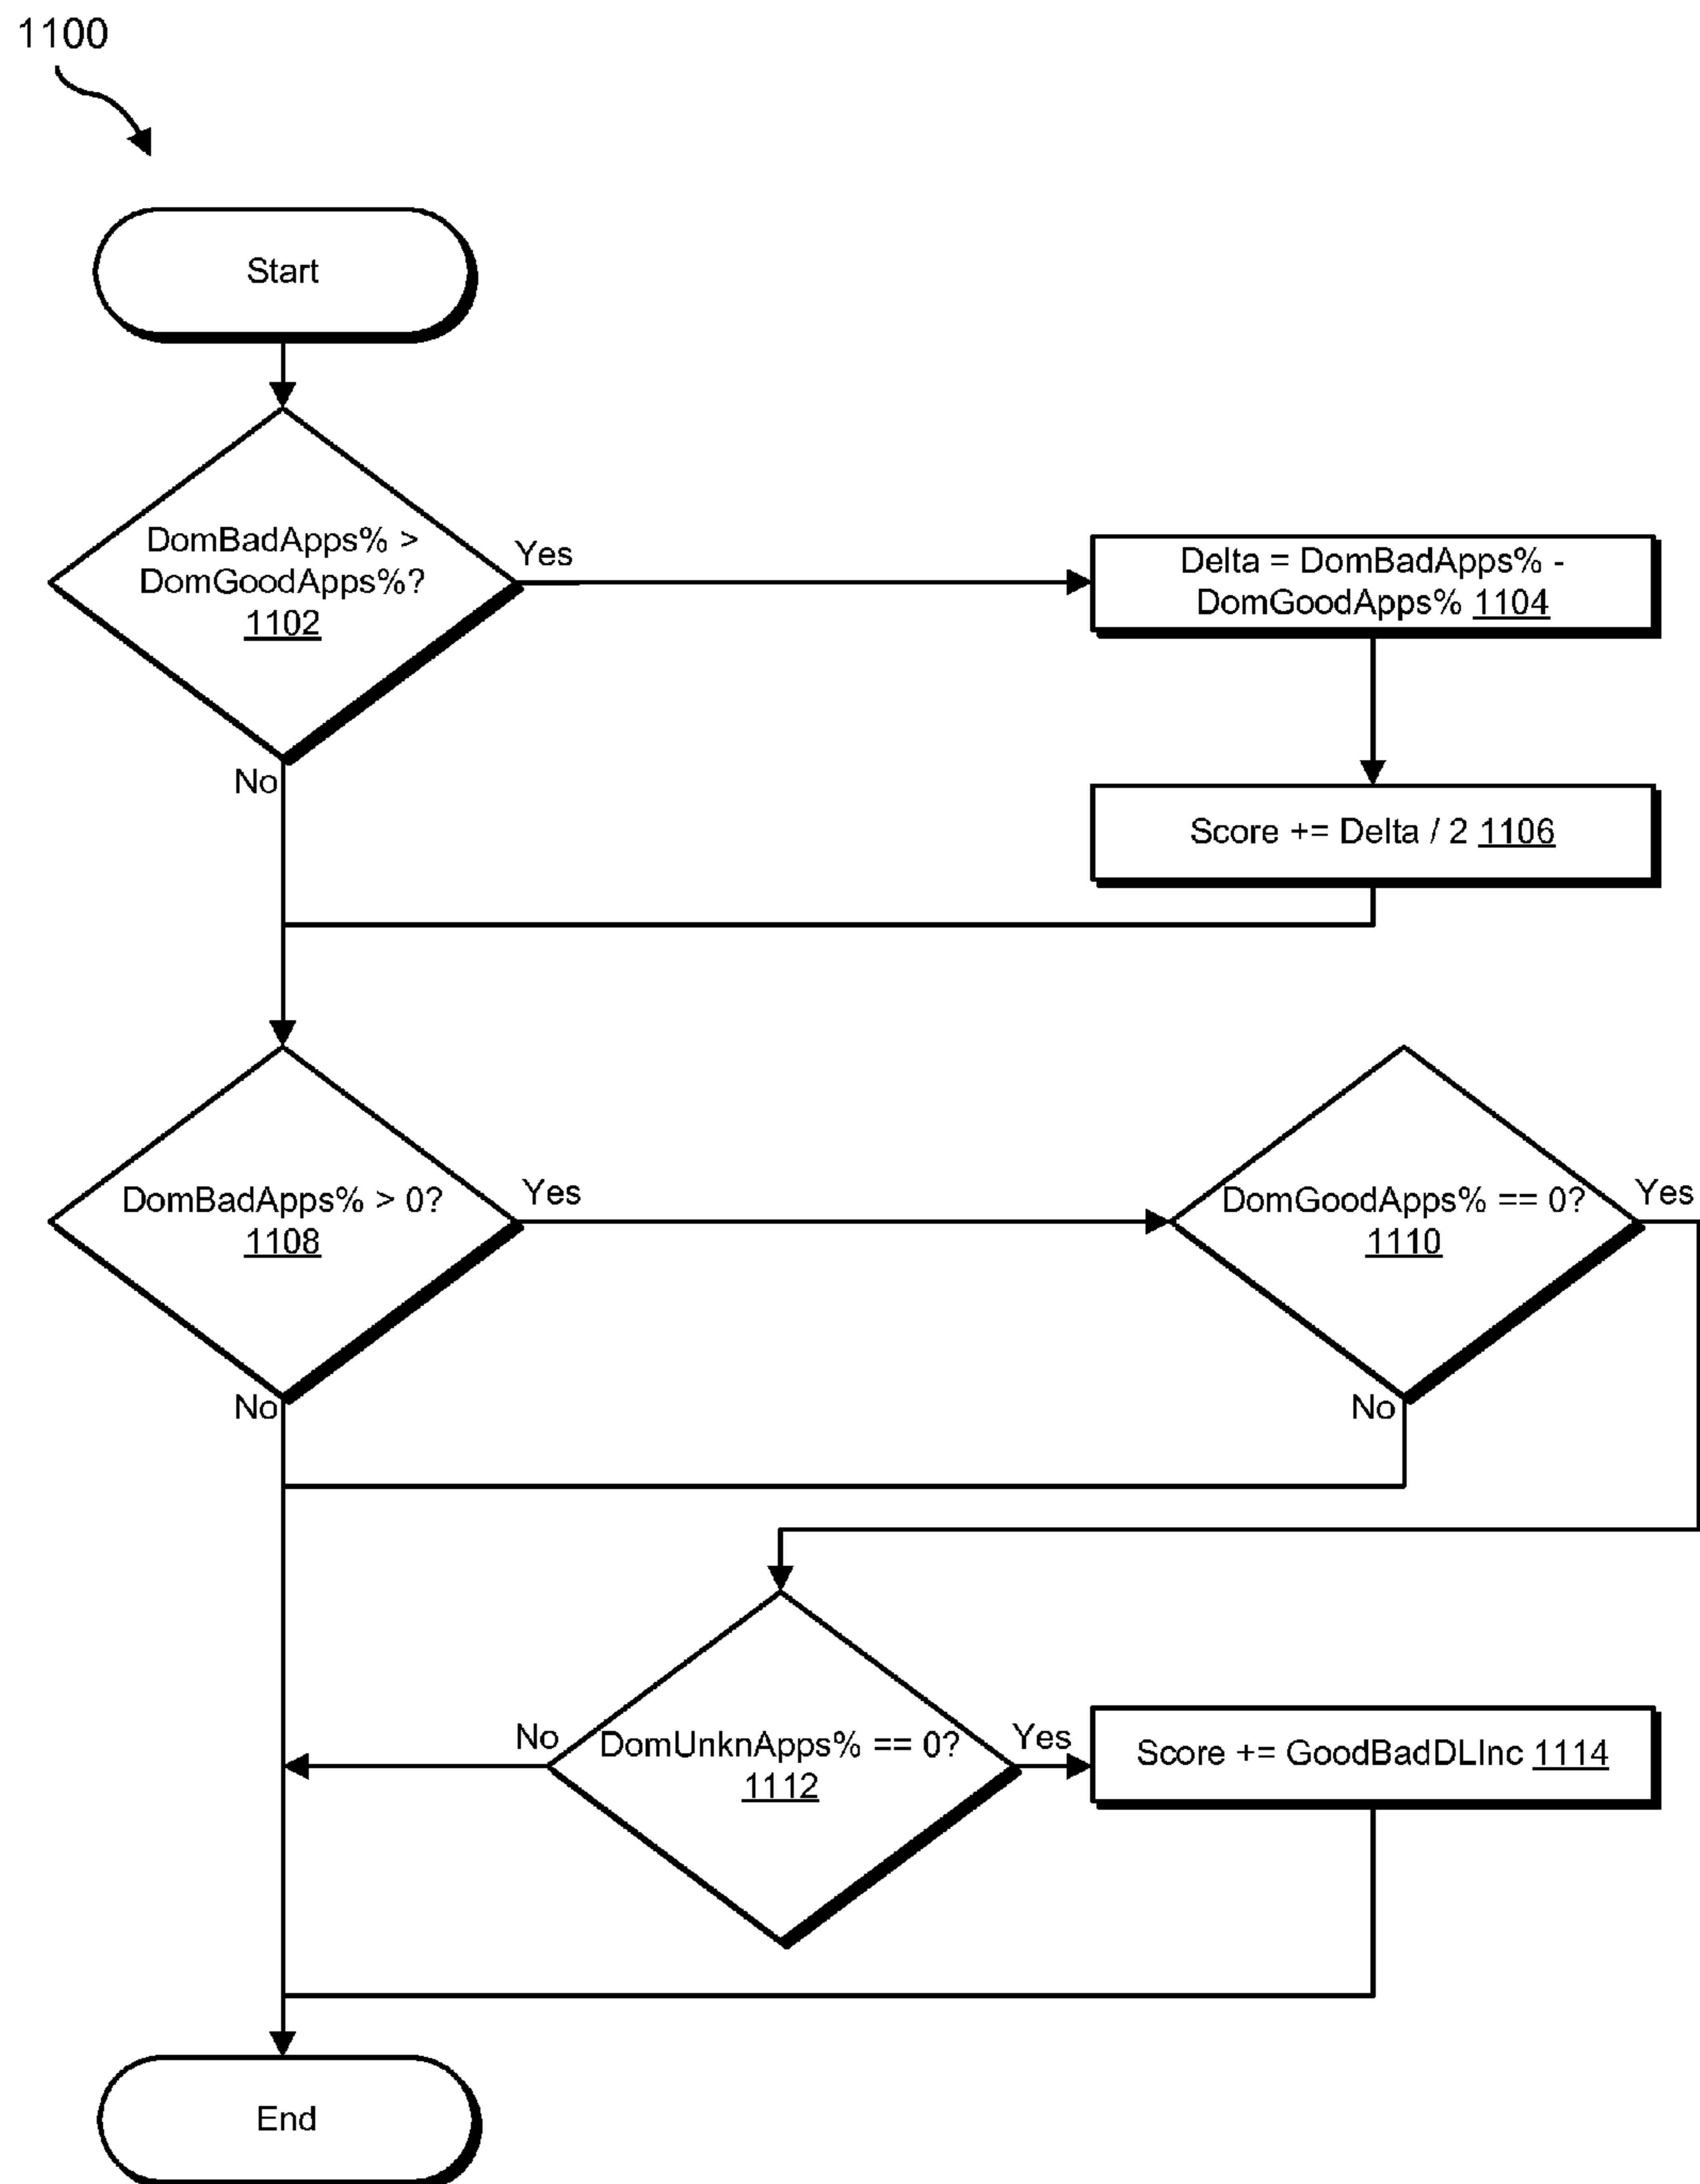 1100
Start
DomBadApps% >
DomGoodApps%?
1102
Yes
No
Delta = DomBadApps% -
DomGoodApps% 1104
Score += Delta / 2 1106
DomBadApps% > 0?
1108
Yes
No
DomGoodApps% == 0?
1110
Yes
No
DomUnknApps% == 0?
1112
No
Yes
Score += GoodBadDLInc 1114
End